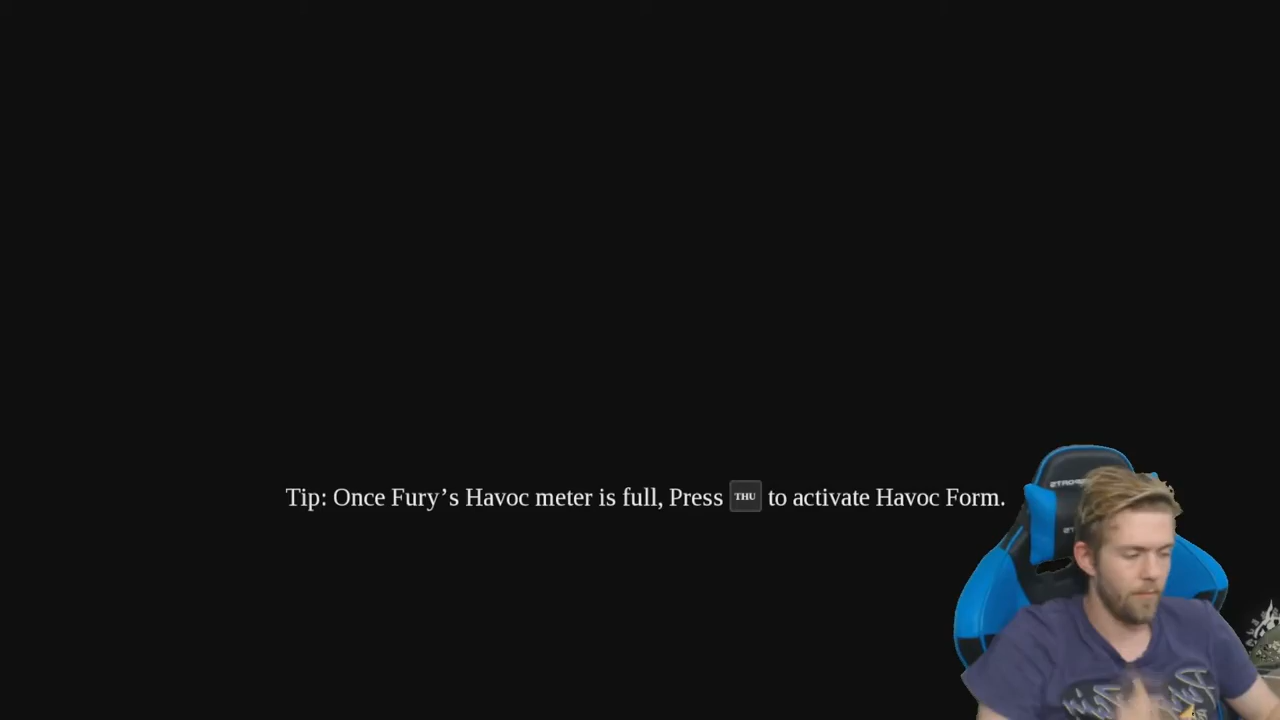 Tip: Once Fury’s Havoc meter is full, Press THU to activate Havoc Form.